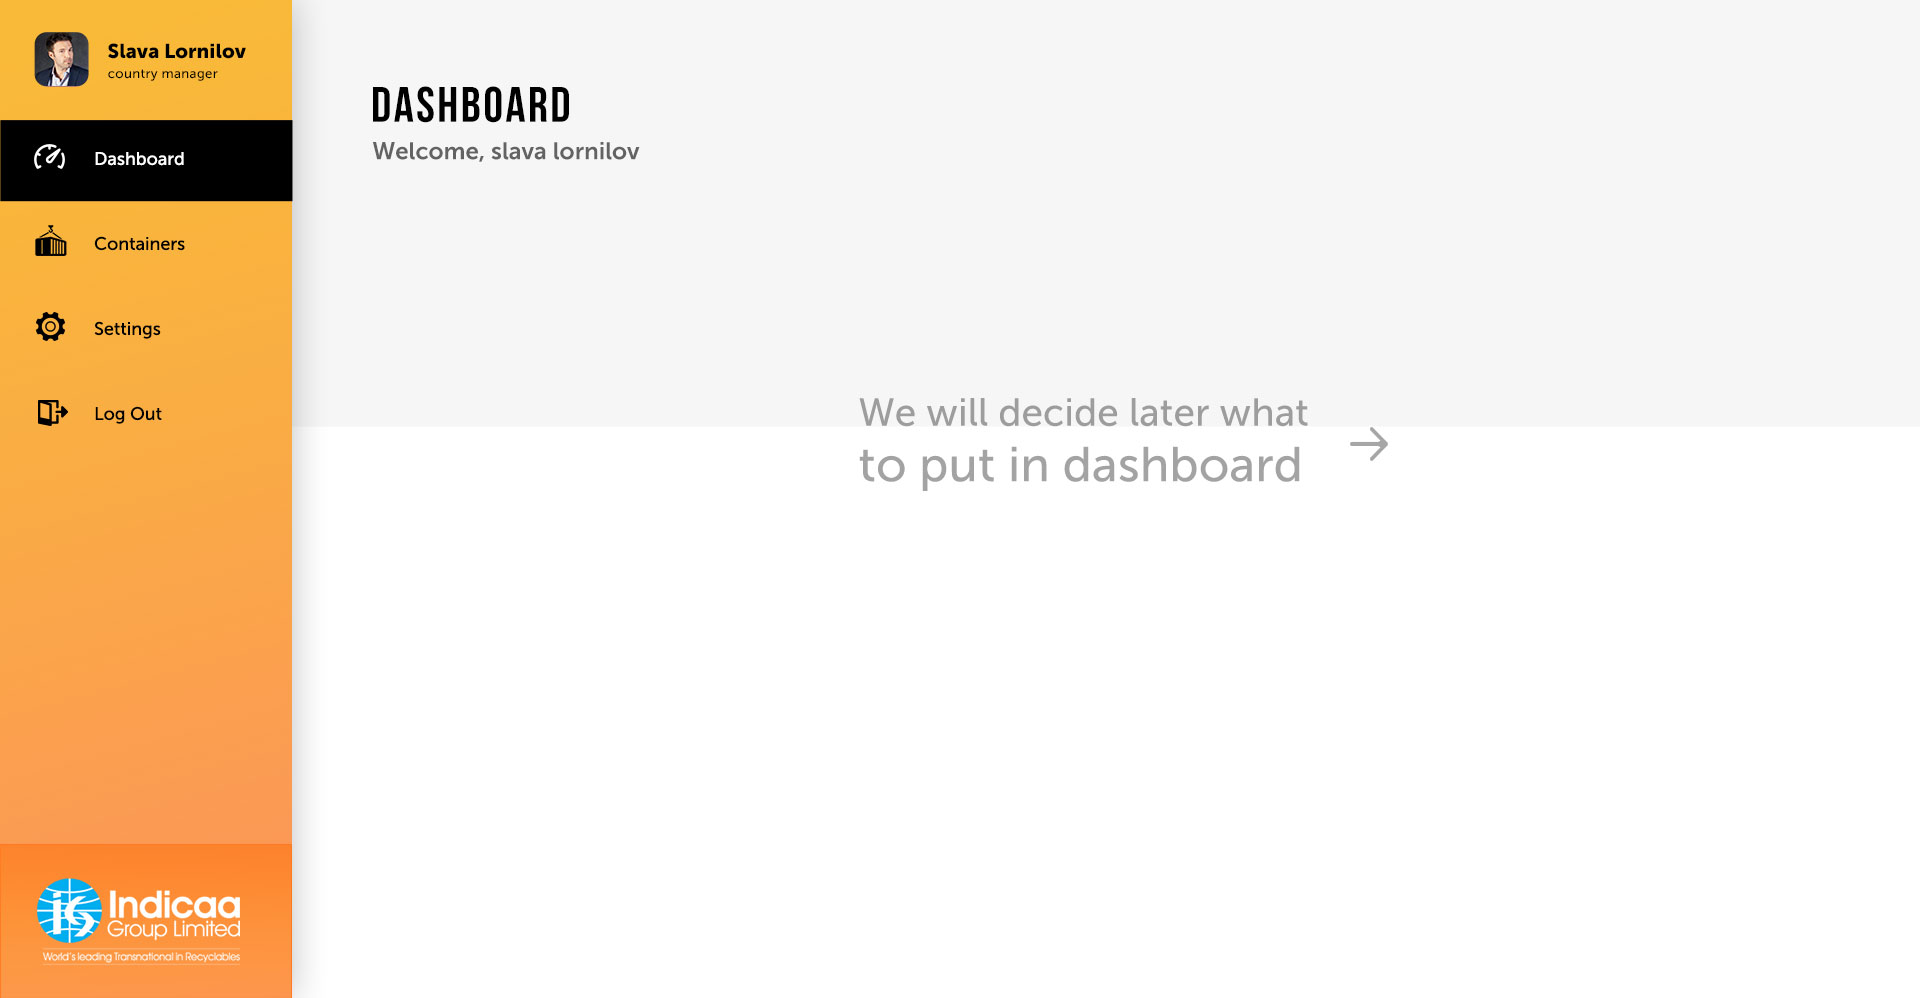 Slava Lornilov
country manager
Dashboard
Containers
Settings
Log Out
DASHBOARD
Welcome, slava lornilov
We will decide later what
to put in dashboard
Indicaa
Group Limited
World's leading Transnational in Recyclables